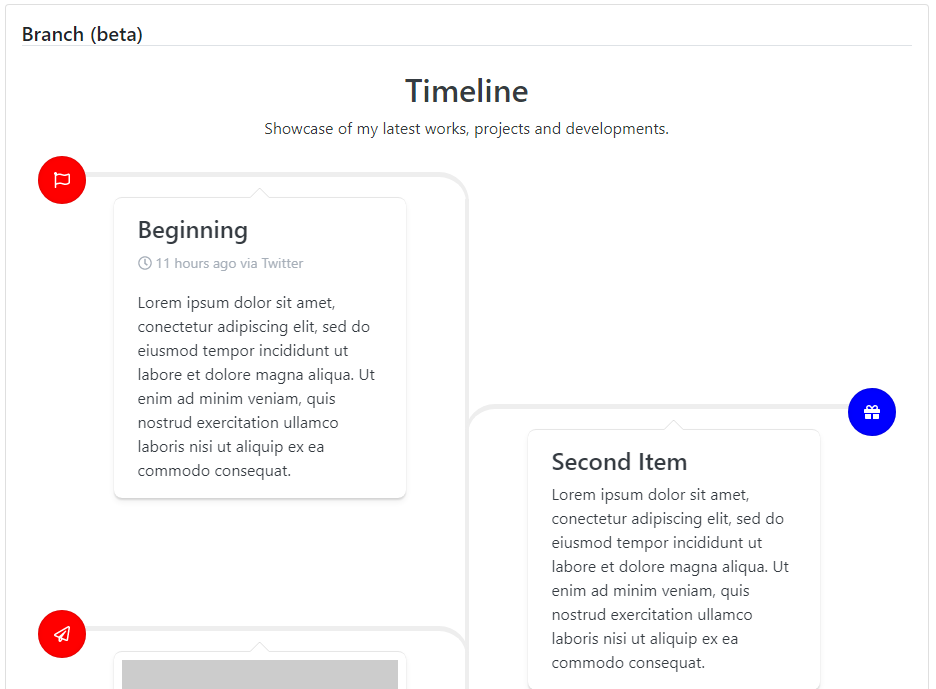 Branch (beta)
Timeline
Showcase of my latest works, projects and developments.
Beginning
11 hours ago via Twitter
Lorem ipsum dolor sit amet,
conectetur adipiscing elit, sed do
eiusmod tempor incididunt ut
labore et dolore magna aliqua. Ut
enim ad minim veniam, quis
nostrud exercitation ullamco
laboris nisi ut aliquip ex ea
commodo consequat.
Second Item
Lorem ipsum dolor sit amet,
conectetur adipiscing elit, sed do
eiusmod tempor incididunt ut
labore et dolore magna aliqua. Ut
enim ad minim veniam, quis
nostrud exercitation ullamco
laboris nisi ut aliquip ex ea
commodo consequat.